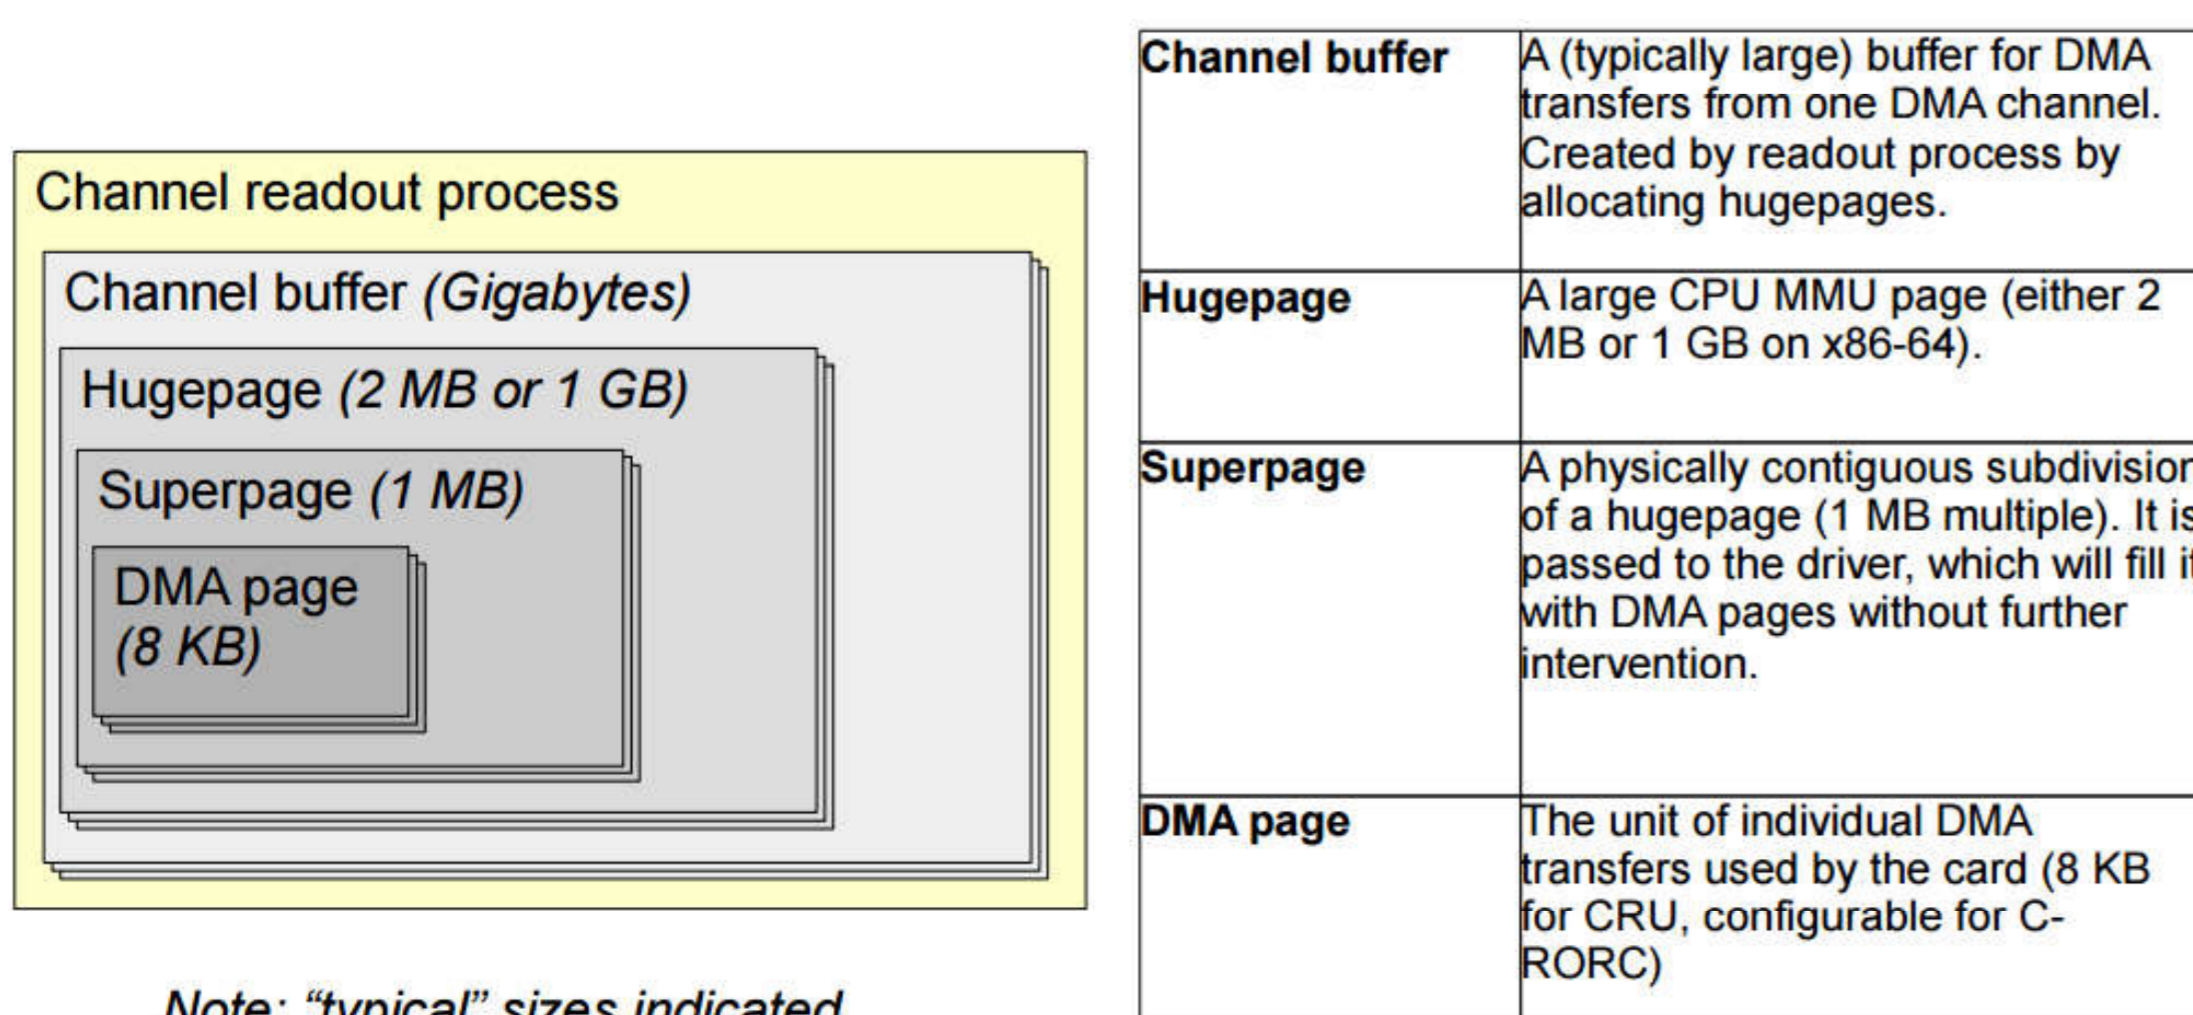 Channel readout process
Channel buffer (Gigabytes)
Hugepage (2 MB or 1 GB)
Superpage (1 MB)
DMA page
(8 KB)
Note: “typical” sizes indicated
Channel buffer
A (typically large) buffer for DMA
transfers from one DMA channel.
Created by readout process by
allocating hugepages.
Hugepage
A large CPU MMU page (either 2
MB or 1 GB on x86-64).
Superpage
A physically contiguous subdivision
of a hugepage (1 MB multiple). It is
passed to the driver, which will fill it
with DMA pages without further
intervention.
DMA page
The unit of individual DMA
transfers used by the card (8 KB
for CRU, configurable for C-
RORC)